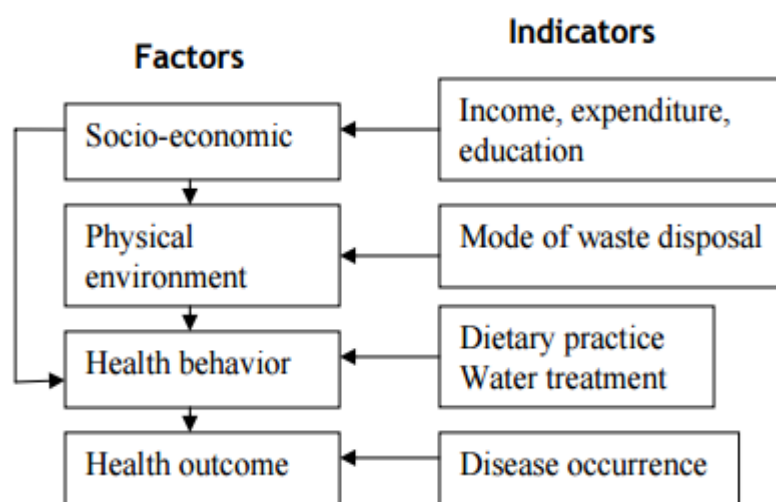 Factors
Indicators
Socio-economic
Income, expenditure,
education
Physical
environment
Mode of waste disposal
Health behavior
Dietary practice
Water treatment
Health outcome
Disease occurrence